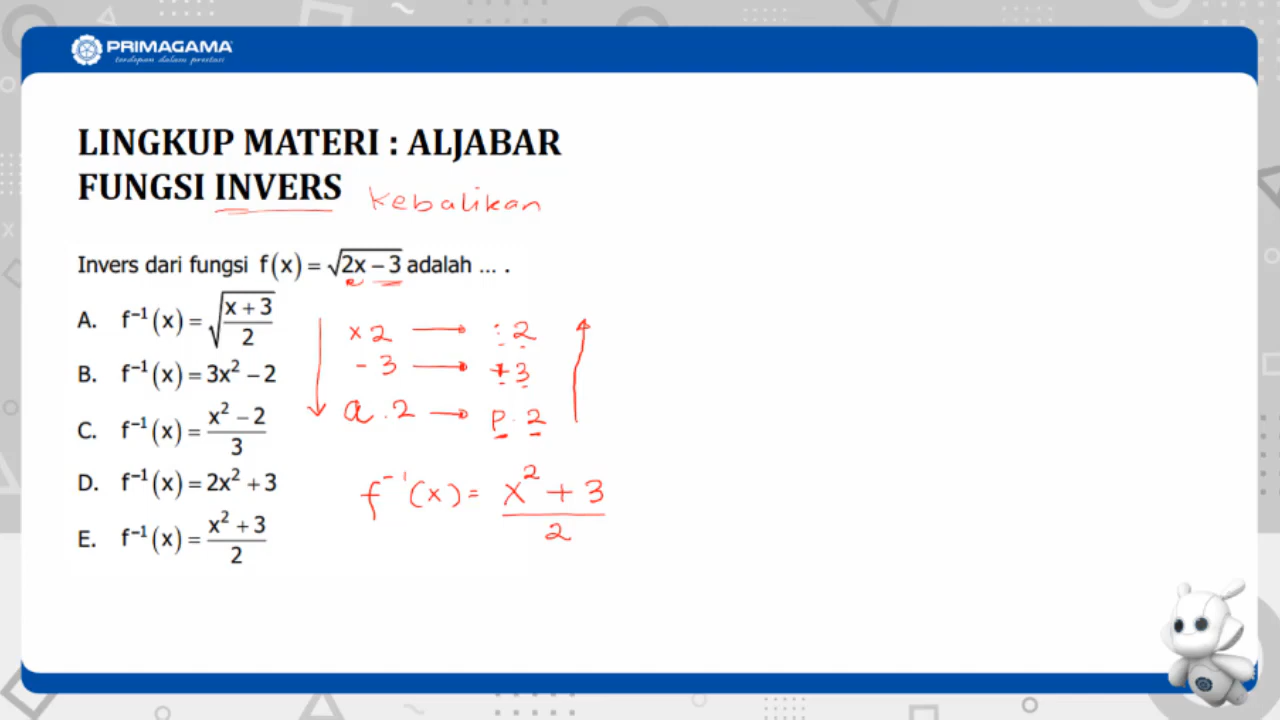 PRIMAGAMA
terdepan dalam prestasi
LINGKUP MATERI : ALJABAR
FUNGSI INVERS
Kebalikan
Invers dari fungsi f(x) = √(2x − 3) adalah ... .
A. f⁻¹(x) = √((x + 3)/2)
B. f⁻¹(x) = 3x² − 2
C. f⁻¹(x) = (x² − 2)/3
D. f⁻¹(x) = 2x² + 3
E. f⁻¹(x) = (x² + 3)/2
× 2 → : 2
− 3 → + 3
a . 2 → p . 2
f⁻¹(x) = (x² + 3)/2